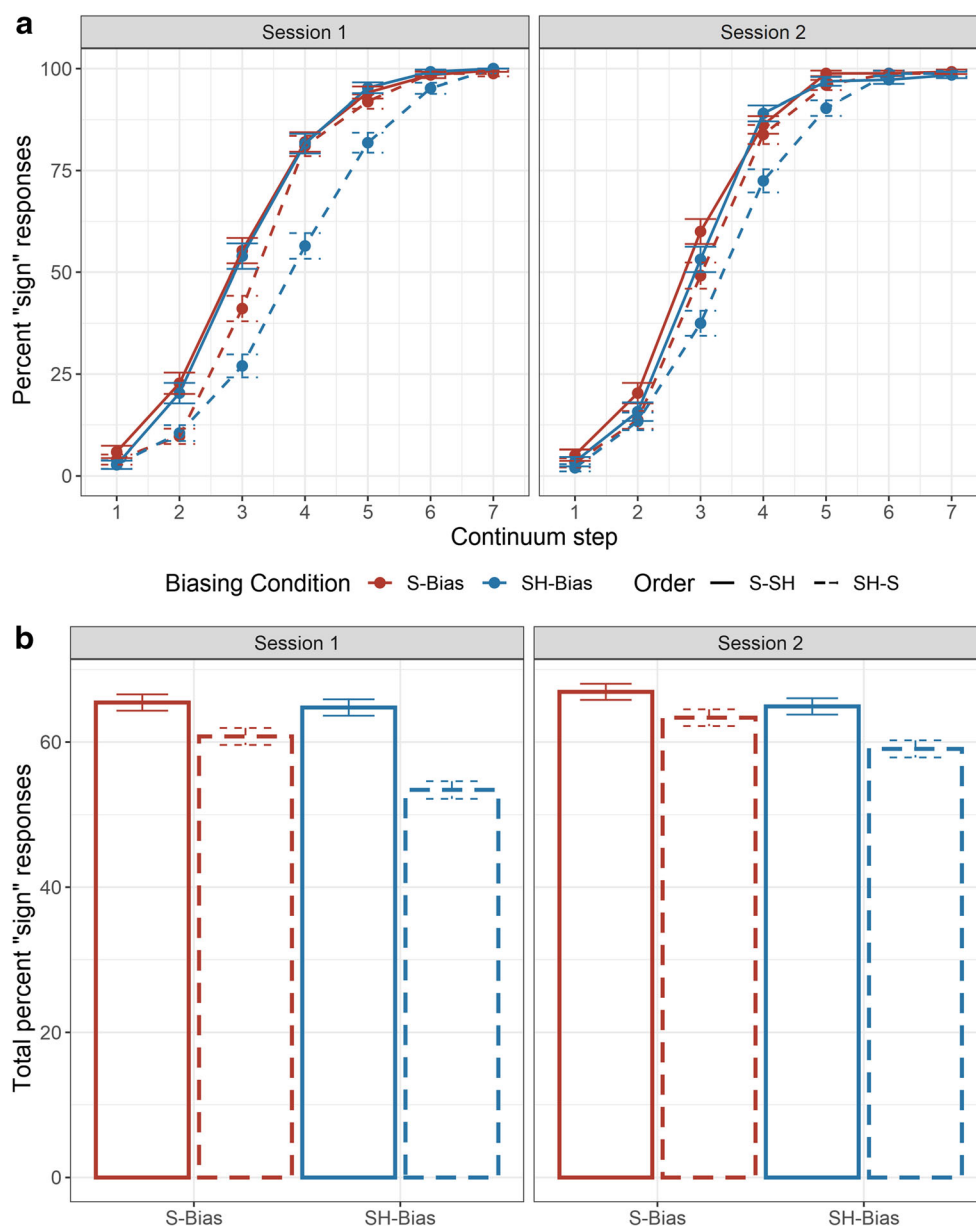 a
Session 1
Session 2
Percent "sign" responses
100
75
50
25
0
1 2 3 4 5 6 7
1 2 3 4 5 6 7
Continuum step
Biasing Condition S-Bias SH-Bias Order S-SH SH-S
b
Session 1
Session 2
Total percent "sign" responses
60
40
20
0
S-Bias SH-Bias
S-Bias SH-Bias